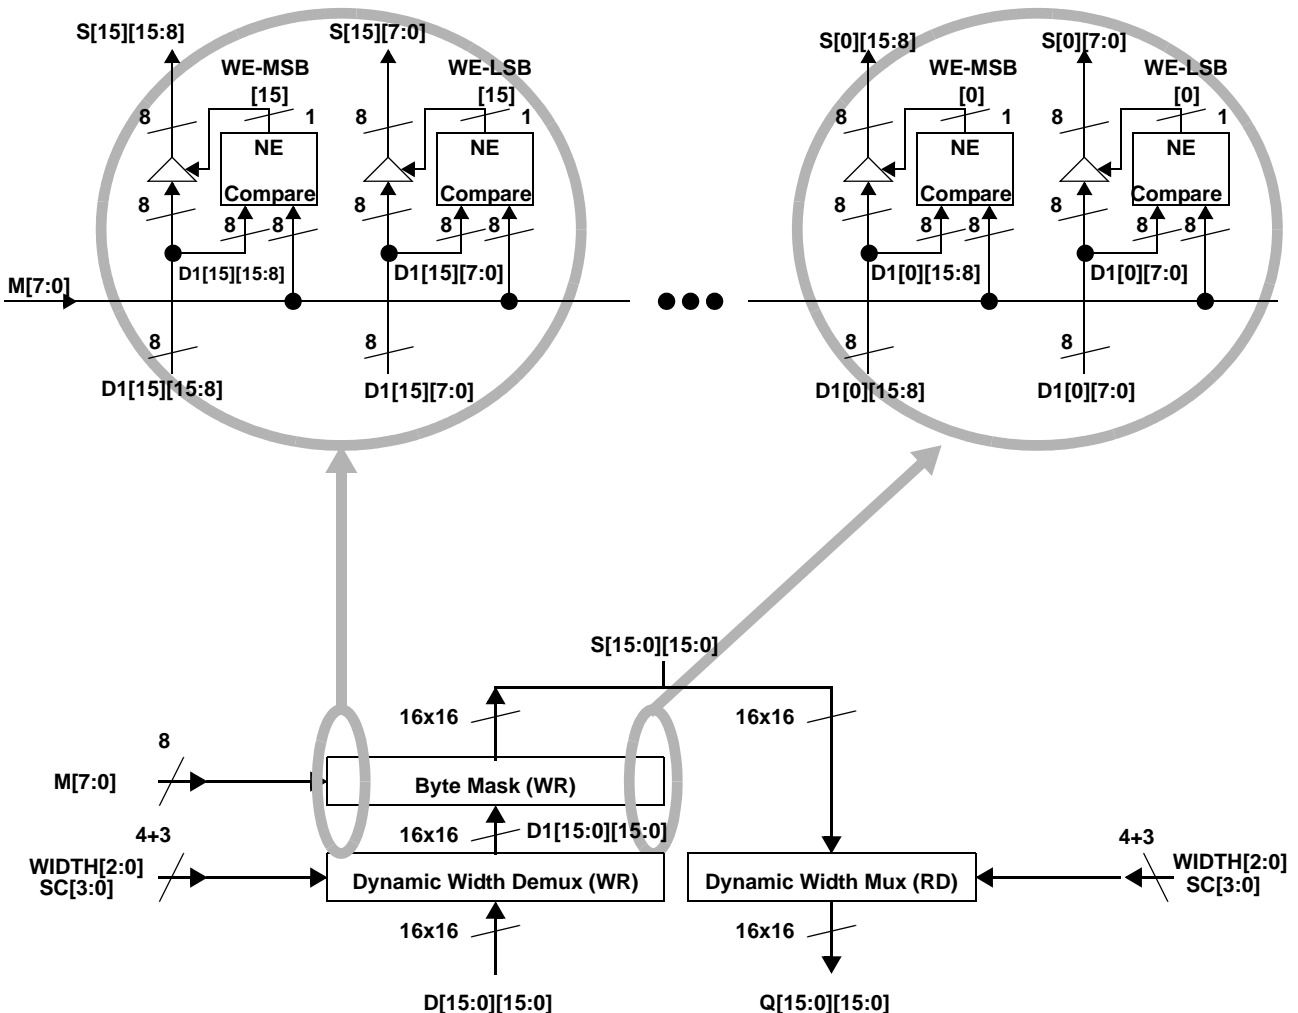 S[15][15:8]
S[15][7:0]
S[0][15:8]
S[0][7:0]
WE-MSB
[15]
WE-LSB
[15]
WE-MSB
[0]
WE-LSB
[0]
8
1
8
1
8
1
8
1
NE
NE
NE
NE
Compare
Compare
Compare
Compare
8
8
8
8
8
8
8
8
8
8
8
8
D1[15][15:8]
D1[15][7:0]
D1[0][15:8]
D1[0][7:0]
M[7:0]
8
8
8
8
D1[15][15:8]
D1[15][7:0]
D1[0][15:8]
D1[0][7:0]
S[15:0][15:0]
16x16
16x16
8
M[7:0]
Byte Mask (WR)
4+3
16x16
D1[15:0][15:0]
4+3
WIDTH[2:0]
SC[3:0]
Dynamic Width Demux (WR)
Dynamic Width Mux (RD)
WIDTH[2:0]
SC[3:0]
16x16
16x16
D[15:0][15:0]
Q[15:0][15:0]